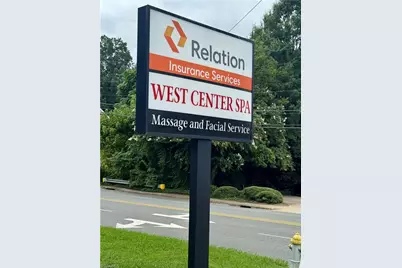 Relation
Insurance Services
WEST CENTER SPA
Massage and Facial Service